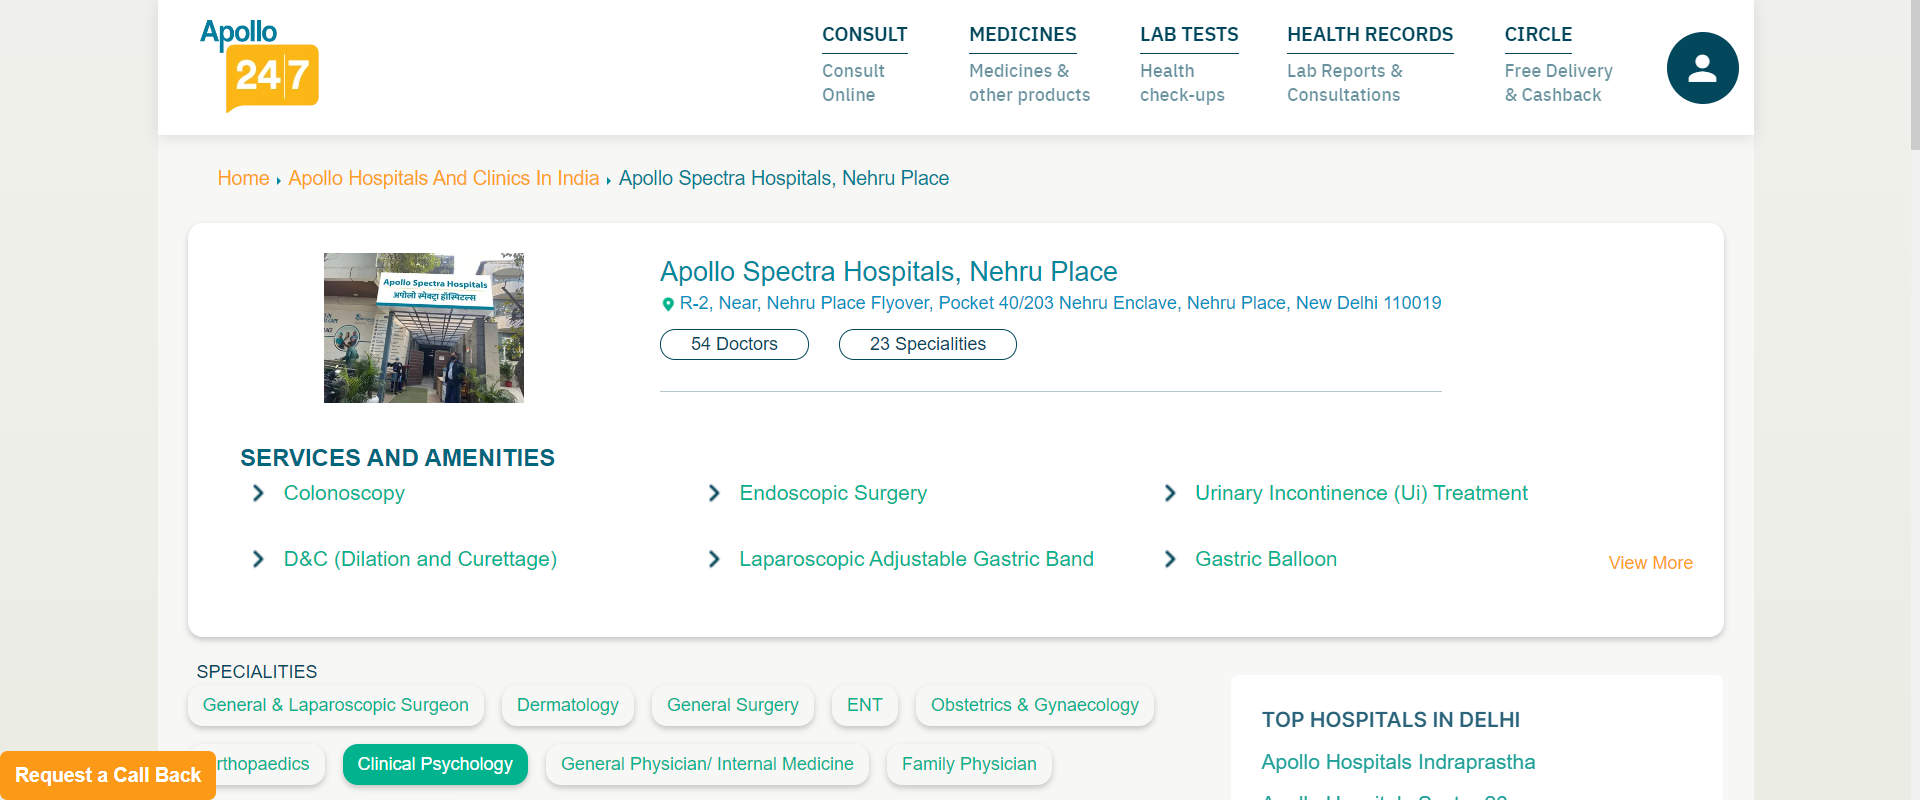 Apollo
24|7
CONSULT
Consult
Online
MEDICINES
Medicines &
other products
LAB TESTS
Health
check-ups
HEALTH RECORDS
Lab Reports &
Consultations
CIRCLE
Free Delivery
& Cashback
Home
Apollo Hospitals And Clinics In India
Apollo Spectra Hospitals, Nehru Place
Apollo Spectra Hospitals
अपोलो स्पेक्ट्रा हॉस्पिटल्स
Apollo Spectra Hospitals, Nehru Place
R-2, Near, Nehru Place Flyover, Pocket 40/203 Nehru Enclave, Nehru Place, New Delhi 110019
54 Doctors
23 Specialities
SERVICES AND AMENITIES
Colonoscopy
Endoscopic Surgery
Urinary Incontinence (Ui) Treatment
D&C (Dilation and Curettage)
Laparoscopic Adjustable Gastric Band
Gastric Balloon
View More
SPECIALITIES
General & Laparoscopic Surgeon
Dermatology
General Surgery
ENT
Obstetrics & Gynaecology
rthopaedics
Clinical Psychology
General Physician/ Internal Medicine
Family Physician
Request a Call Back
TOP HOSPITALS IN DELHI
Apollo Hospitals Indraprastha